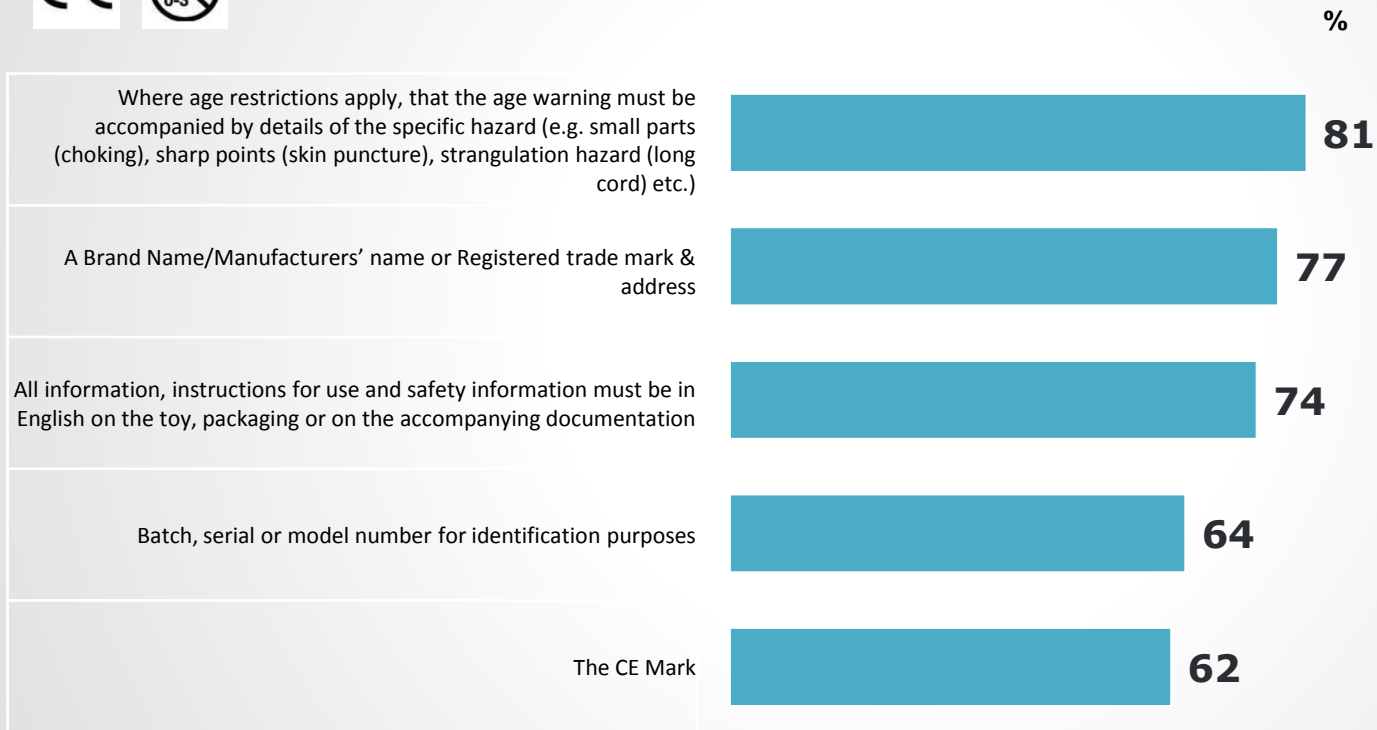 CE
0-3
%
Where age restrictions apply, that the age warning must be
accompanied by details of the specific hazard (e.g. small parts
(choking), sharp points (skin puncture), strangulation hazard (long
cord) etc.)
81
A Brand Name/Manufacturers’ name or Registered trade mark &
address
77
All information, instructions for use and safety information must be in
English on the toy, packaging or on the accompanying documentation
74
Batch, serial or model number for identification purposes
64
The CE Mark
62